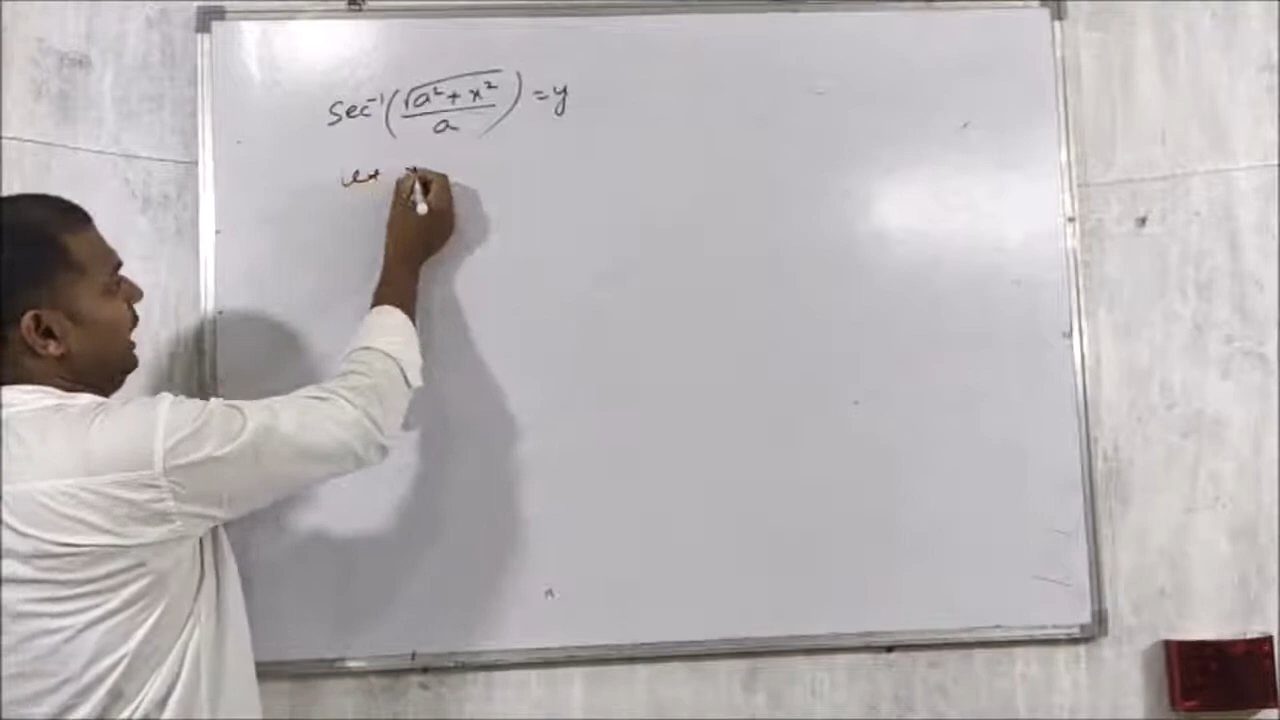 Sec⁻¹(√(a²+x²)/a) = y
let x